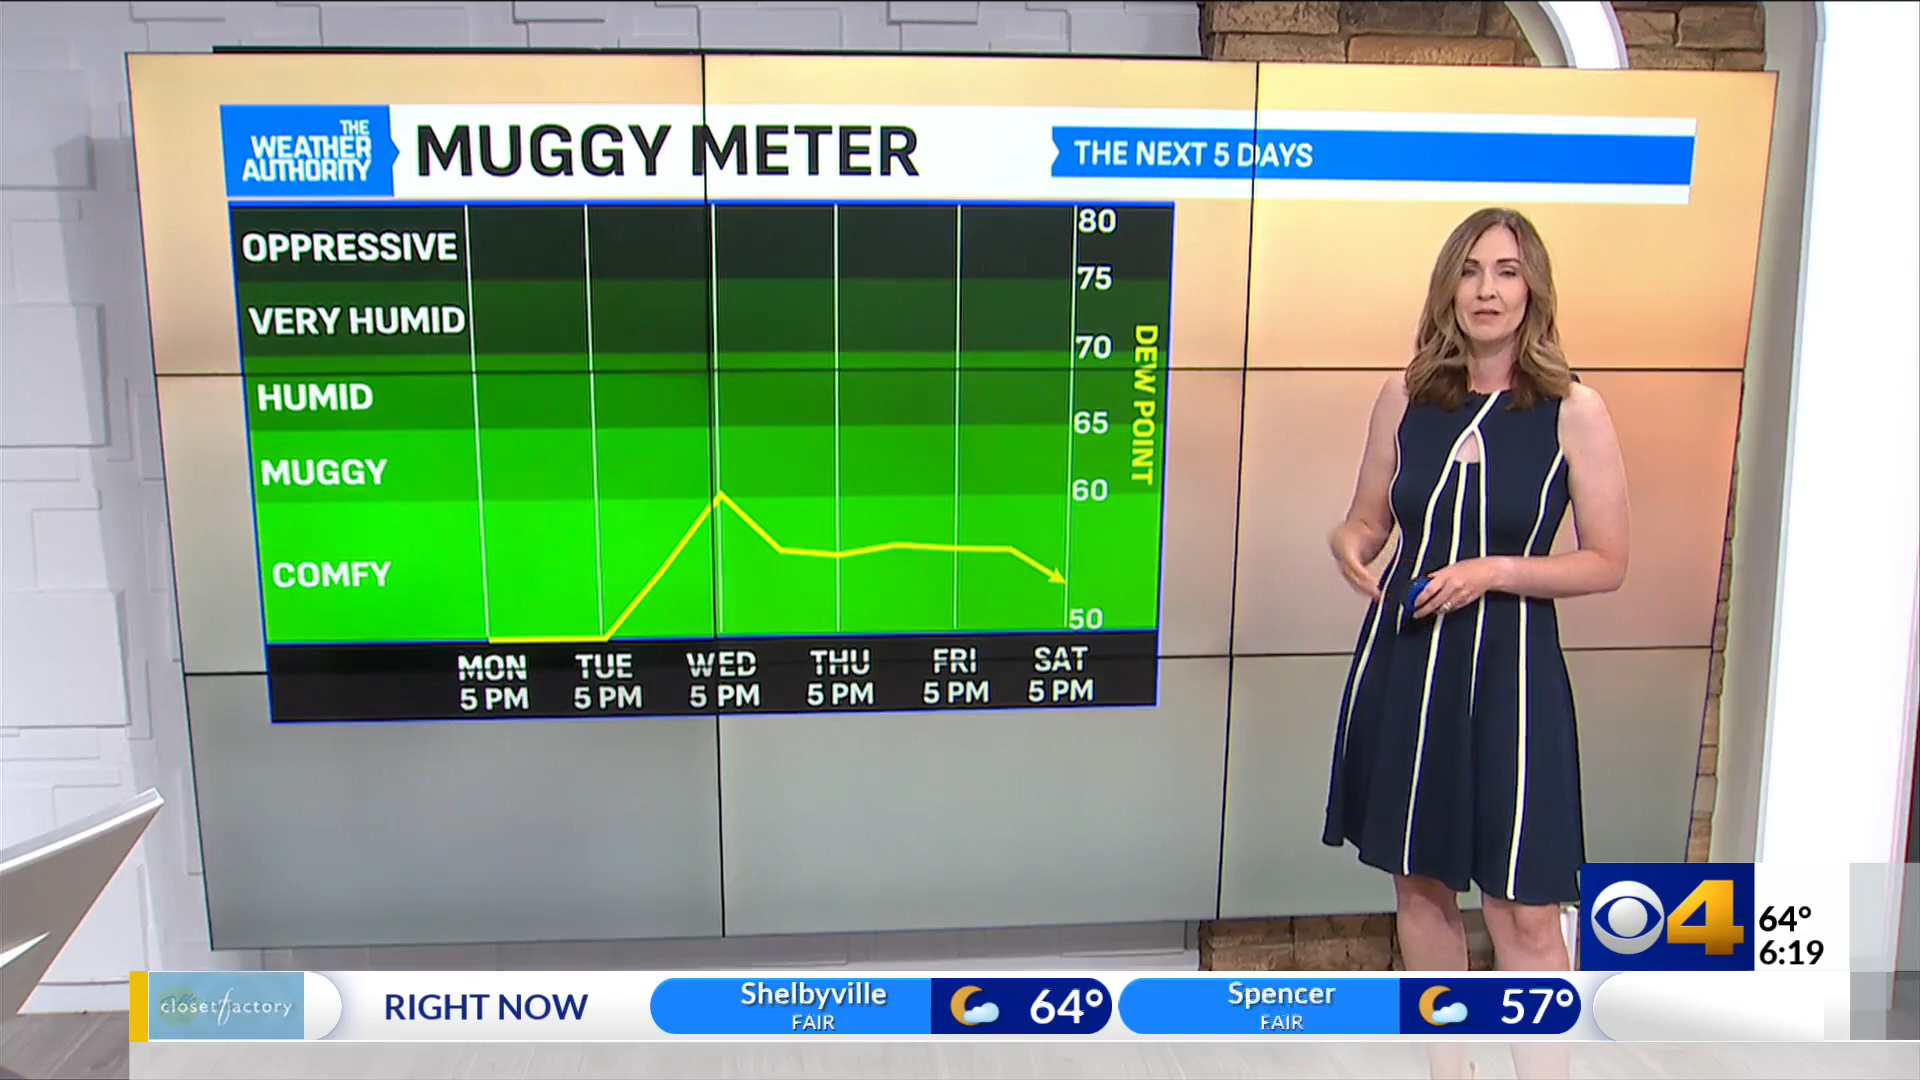 THE
WEATHER
AUTHORITY
MUGGY METER
THE NEXT 5 DAYS
OPPRESSIVE
VERY HUMID
HUMID
MUGGY
COMFY
80
75
70
65
60
50
DEW POINT
MON TUE WED THU FRI SAT
5 PM 5 PM 5 PM 5 PM 5 PM 5 PM
4
64°
6:19
closet factory
RIGHT NOW
Shelbyville
FAIR
64°
Spencer
FAIR
57°